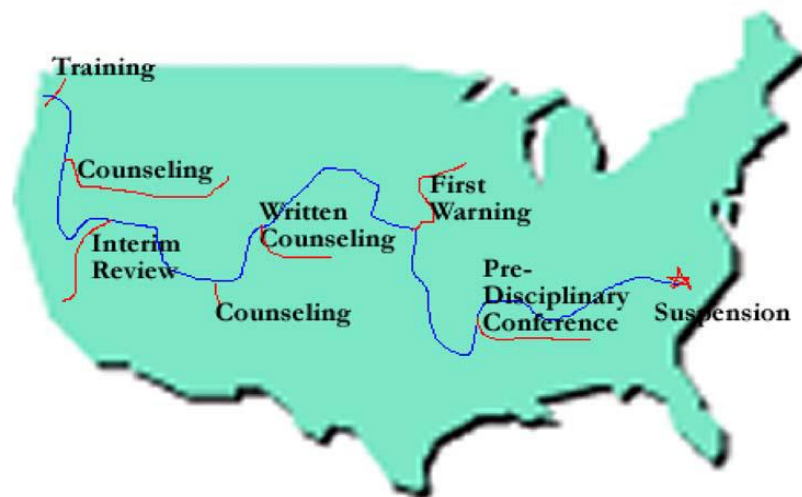 Training
Counseling
Interim
Review
Counseling
Written
Counseling
First
Warning
Pre-
Disciplinary
Conference
Suspension